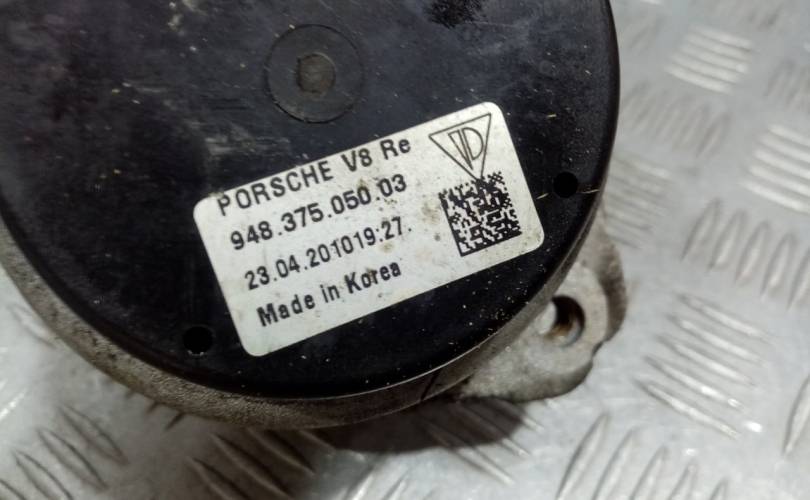 PORSCHE V8 Re
948.375.050.03
23.04.201019:27.
Made in Korea